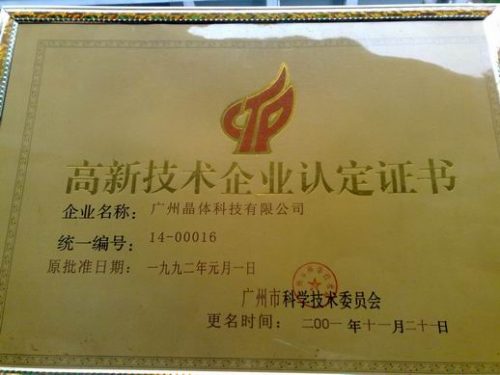 高新技术企业认定证书
企业名称：广州晶体科技有限公司
统一编号：14-00016
原批准日期：一九九二年元月一日
广州市科学技术委员会
更名时间：二00一年十一月二十一日